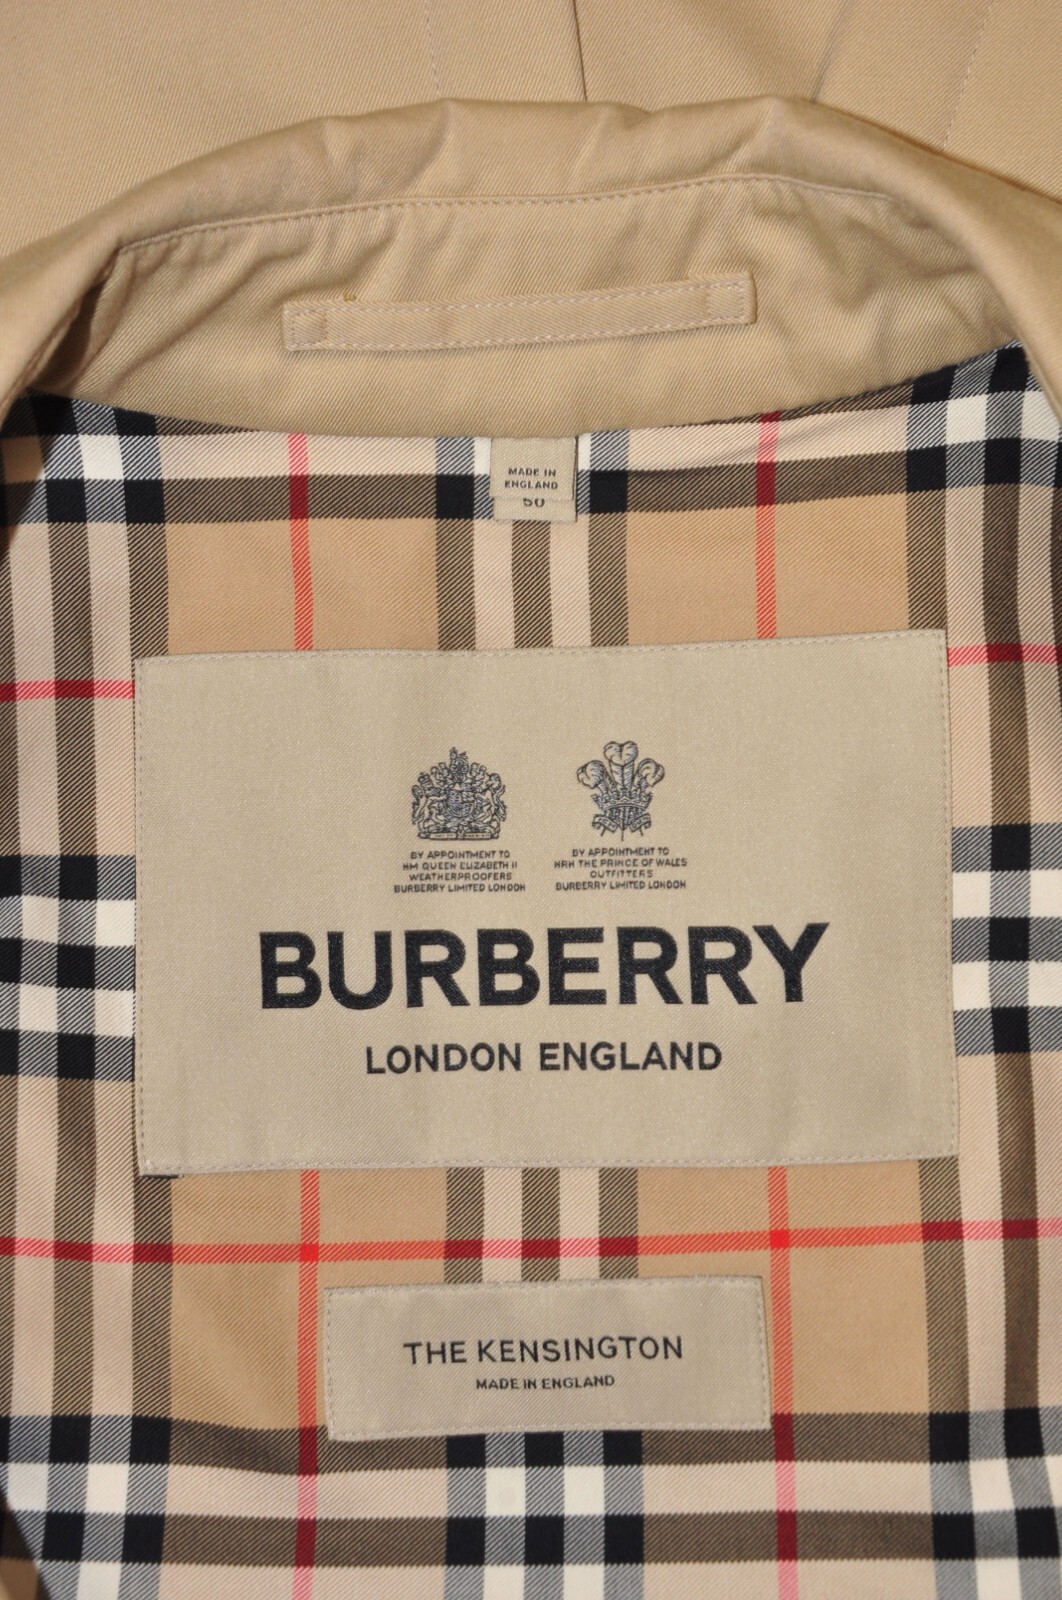 MADE IN
ENGLAND
50
BY APPOINTMENT TO
HM QUEEN ELIZABETH II
WEATHERPROOFERS
BURBERRY LIMITED LONDON
BY APPOINTMENT TO
HRH THE PRINCE OF WALES
OUTFITTERS
BURBERRY LIMITED LONDON
BURBERRY
LONDON ENGLAND
THE KENSINGTON
MADE IN ENGLAND